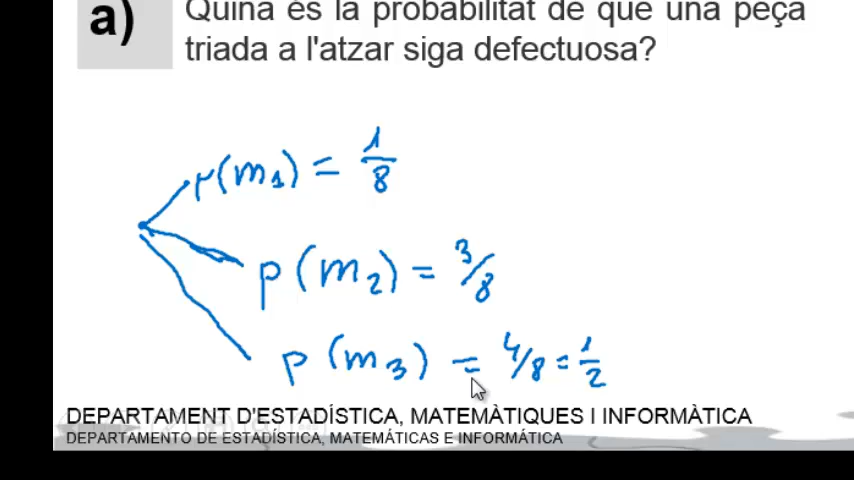 a) Quina és la probabilitat de que una peça
triada a l'atzar siga defectuosa?
p(m1) = 1/8
p(m2) = 3/8
p(m3) = 4/8 = 1/2
DEPARTAMENT D'ESTADÍSTICA, MATEMÀTIQUES I INFORMÀTICA
DEPARTAMENTO DE ESTADÍSTICA, MATEMÁTICAS E INFORMÁTICA